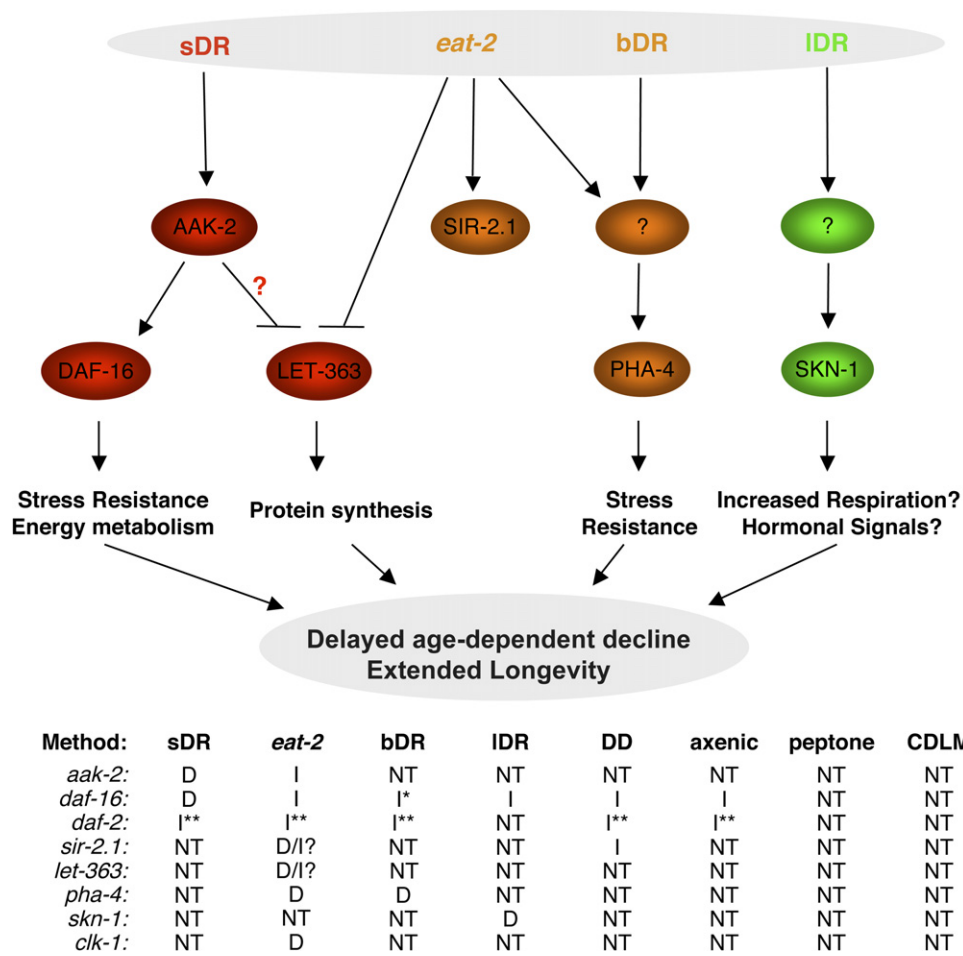 sDR eat-2 bDR lDR
AAK-2 SIR-2.1 ? ?
?
DAF-16 LET-363 PHA-4 SKN-1
Stress Resistance
Energy metabolism
Protein synthesis
Stress
Resistance
Increased Respiration?
Hormonal Signals?
Delayed age-dependent decline
Extended Longevity
Method: sDR eat-2 bDR lDR DD axenic peptone CDLM
aak-2: D I NT NT NT NT NT NT
daf-16: D I I* I I I NT NT
daf-2: I** I** I** NT I** I** NT NT
sir-2.1: NT D/I? NT NT I NT NT NT
let-363: NT D/I? NT NT NT NT NT NT
pha-4: NT D D NT NT NT NT NT
skn-1: NT NT NT D NT NT NT NT
clk-1: NT D NT NT NT NT NT NT